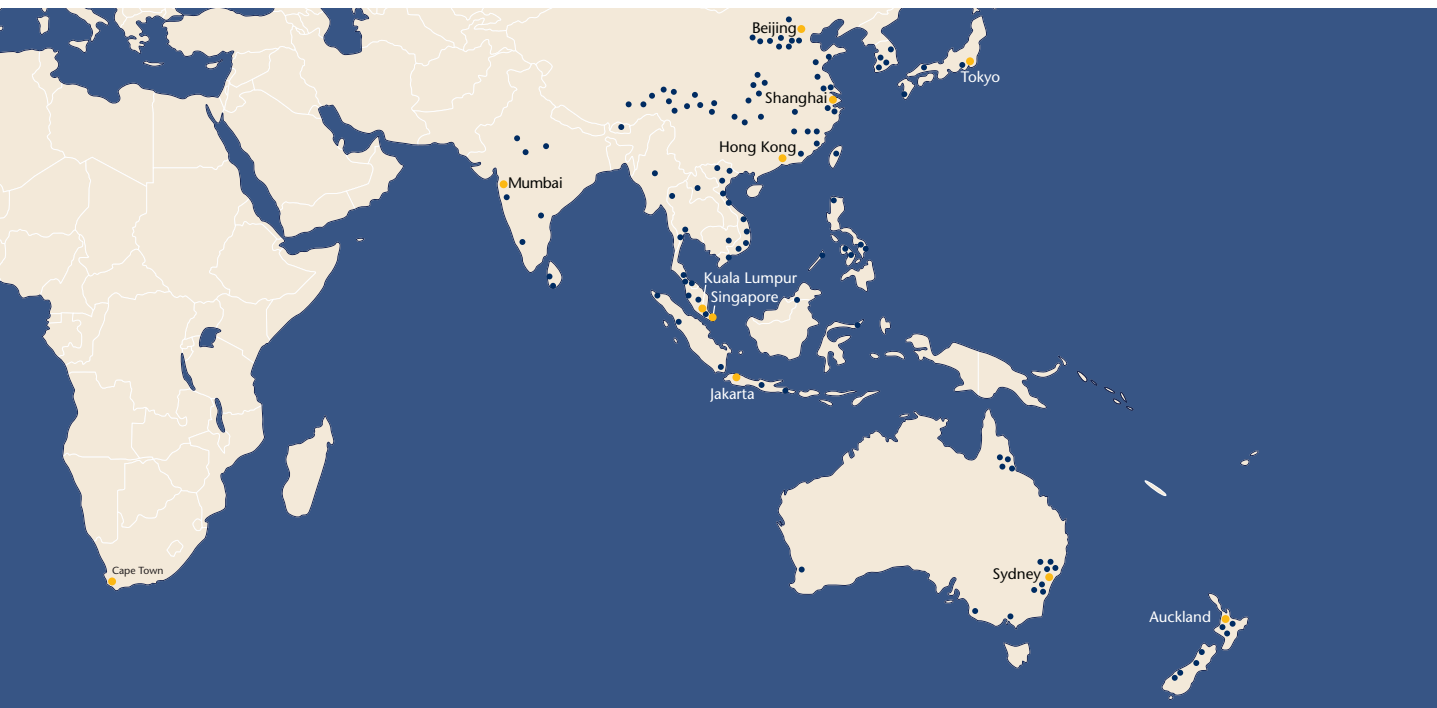 Beijing
Tokyo
Shanghai
Hong Kong
Mumbai
Kuala Lumpur
Singapore
Jakarta
Cape Town
Sydney
Auckland